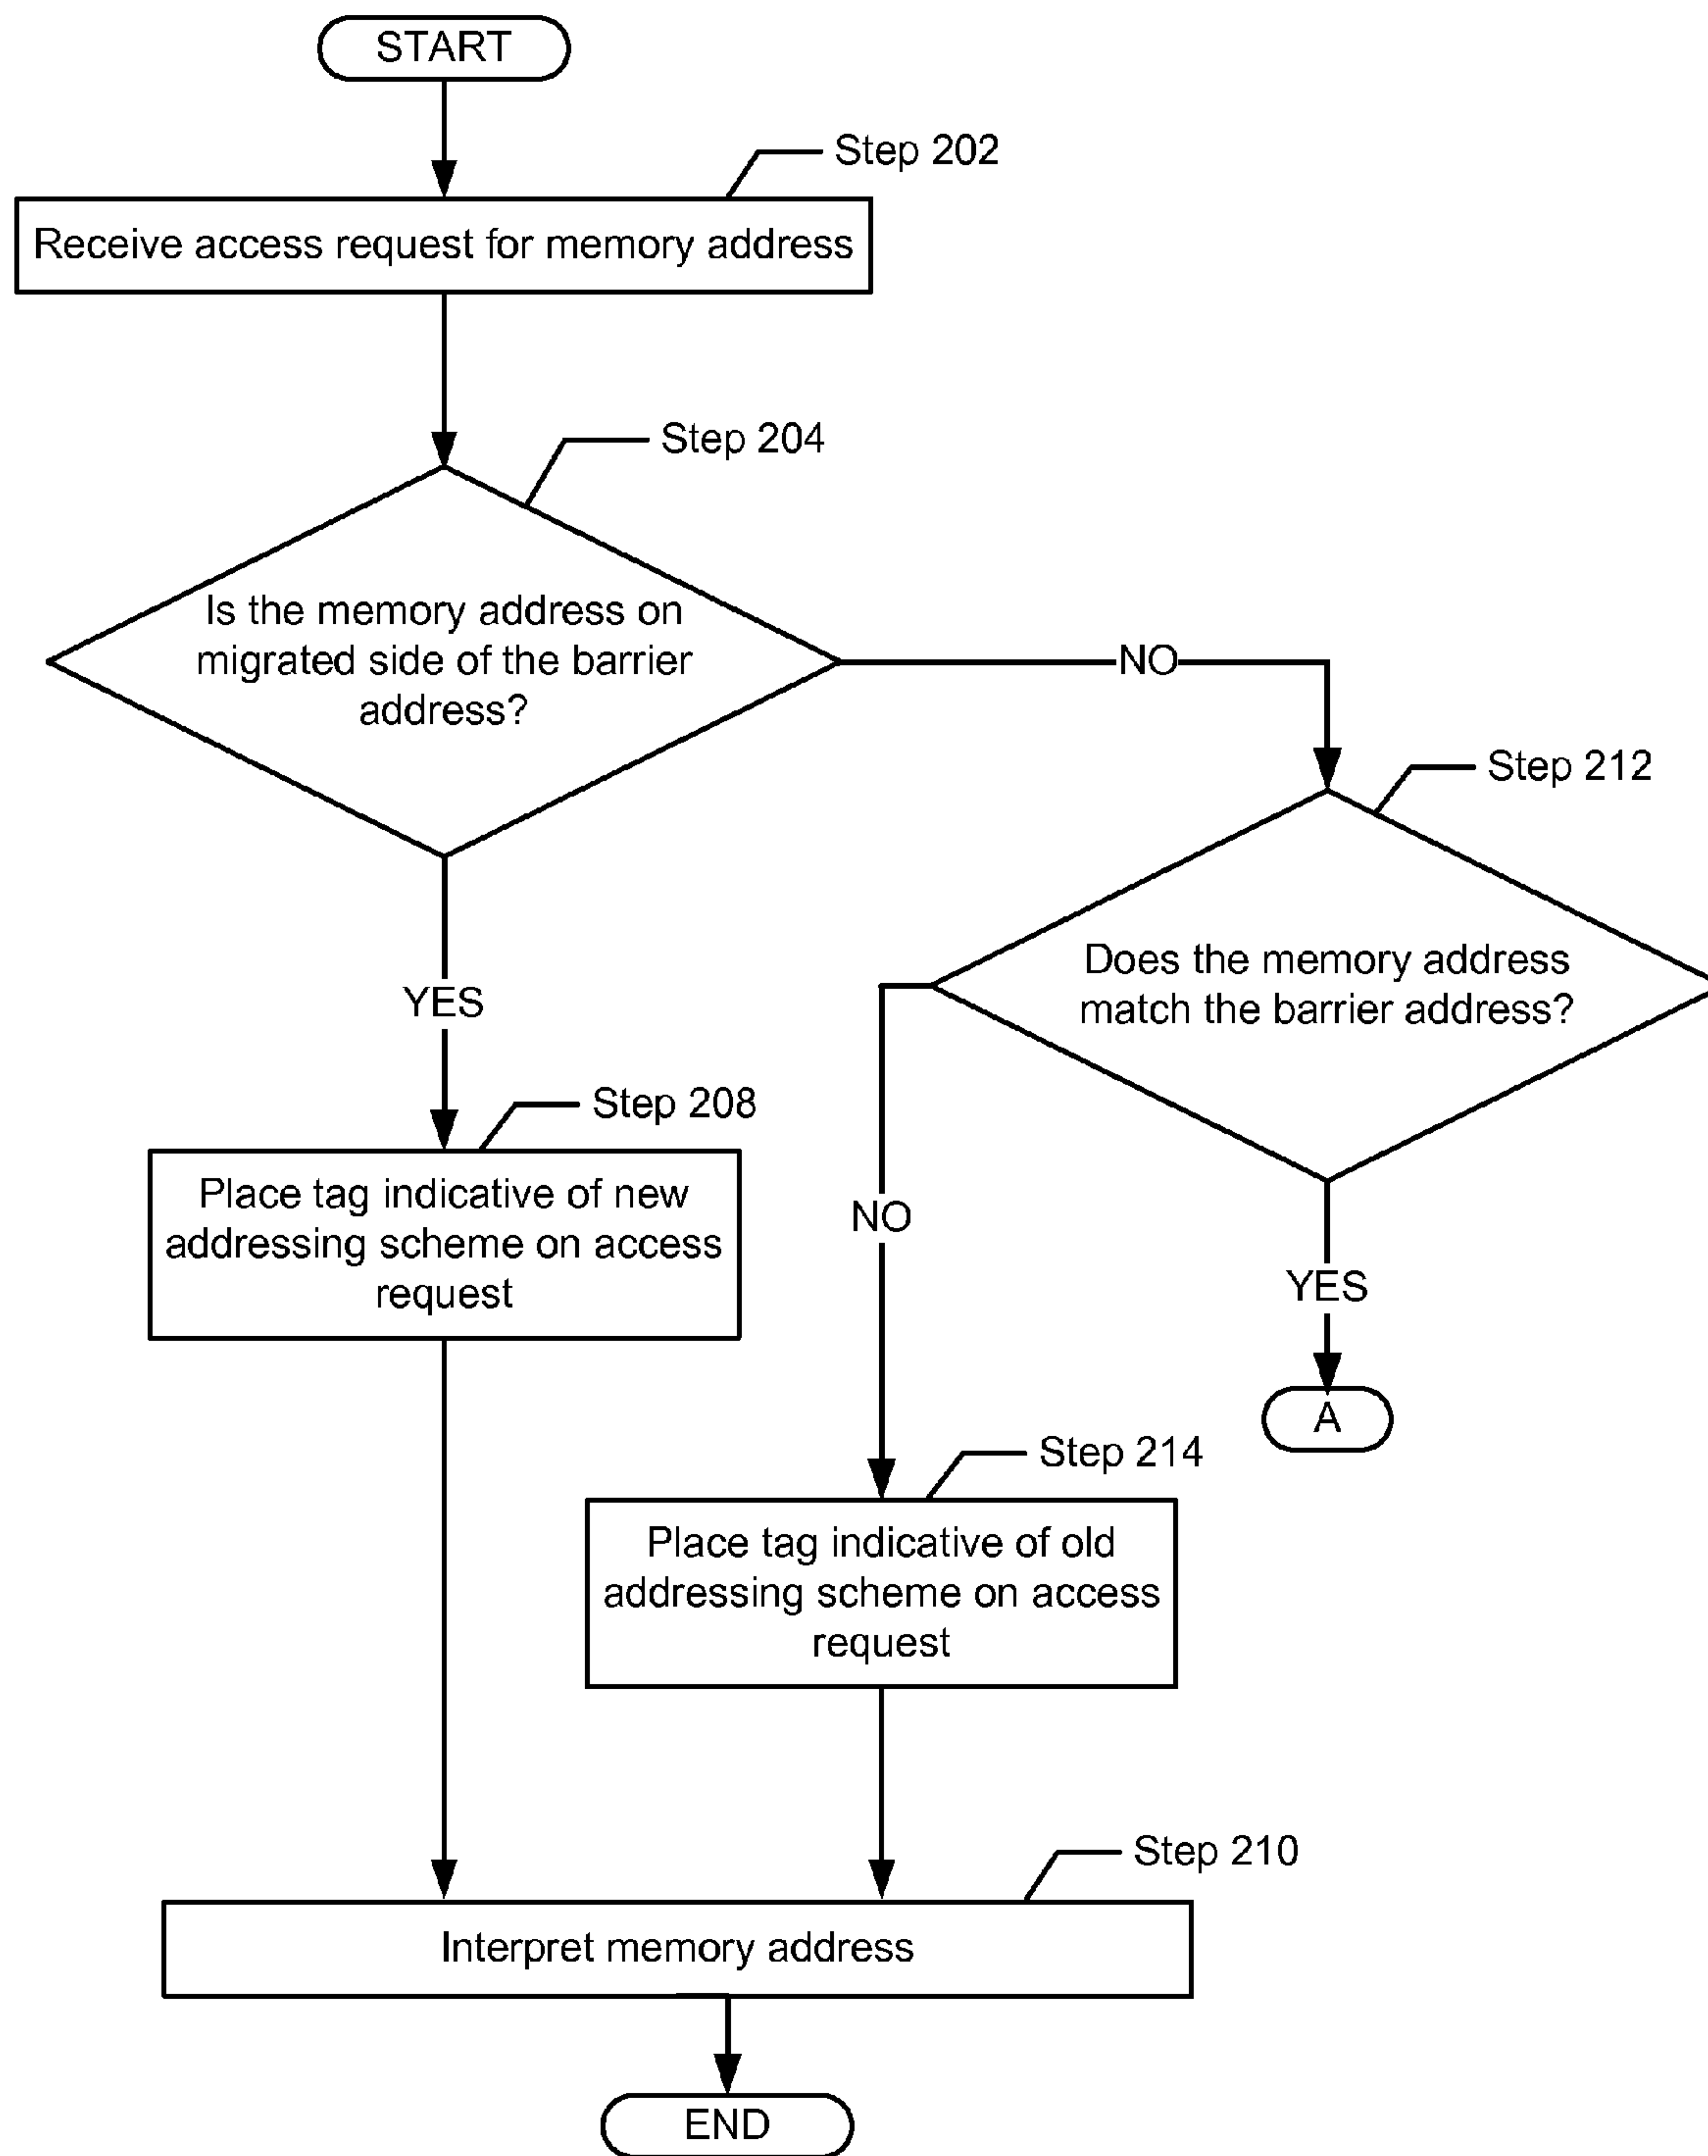 START
Step 202
Receive access request for memory address
Step 204
Is the memory address on
migrated side of the barrier
address?
NO
Step 212
Does the memory address
match the barrier address?
YES
Step 208
Place tag indicative of new
addressing scheme on access
request
NO
YES
A
Step 214
Place tag indicative of old
addressing scheme on access
request
Step 210
Interpret memory address
END